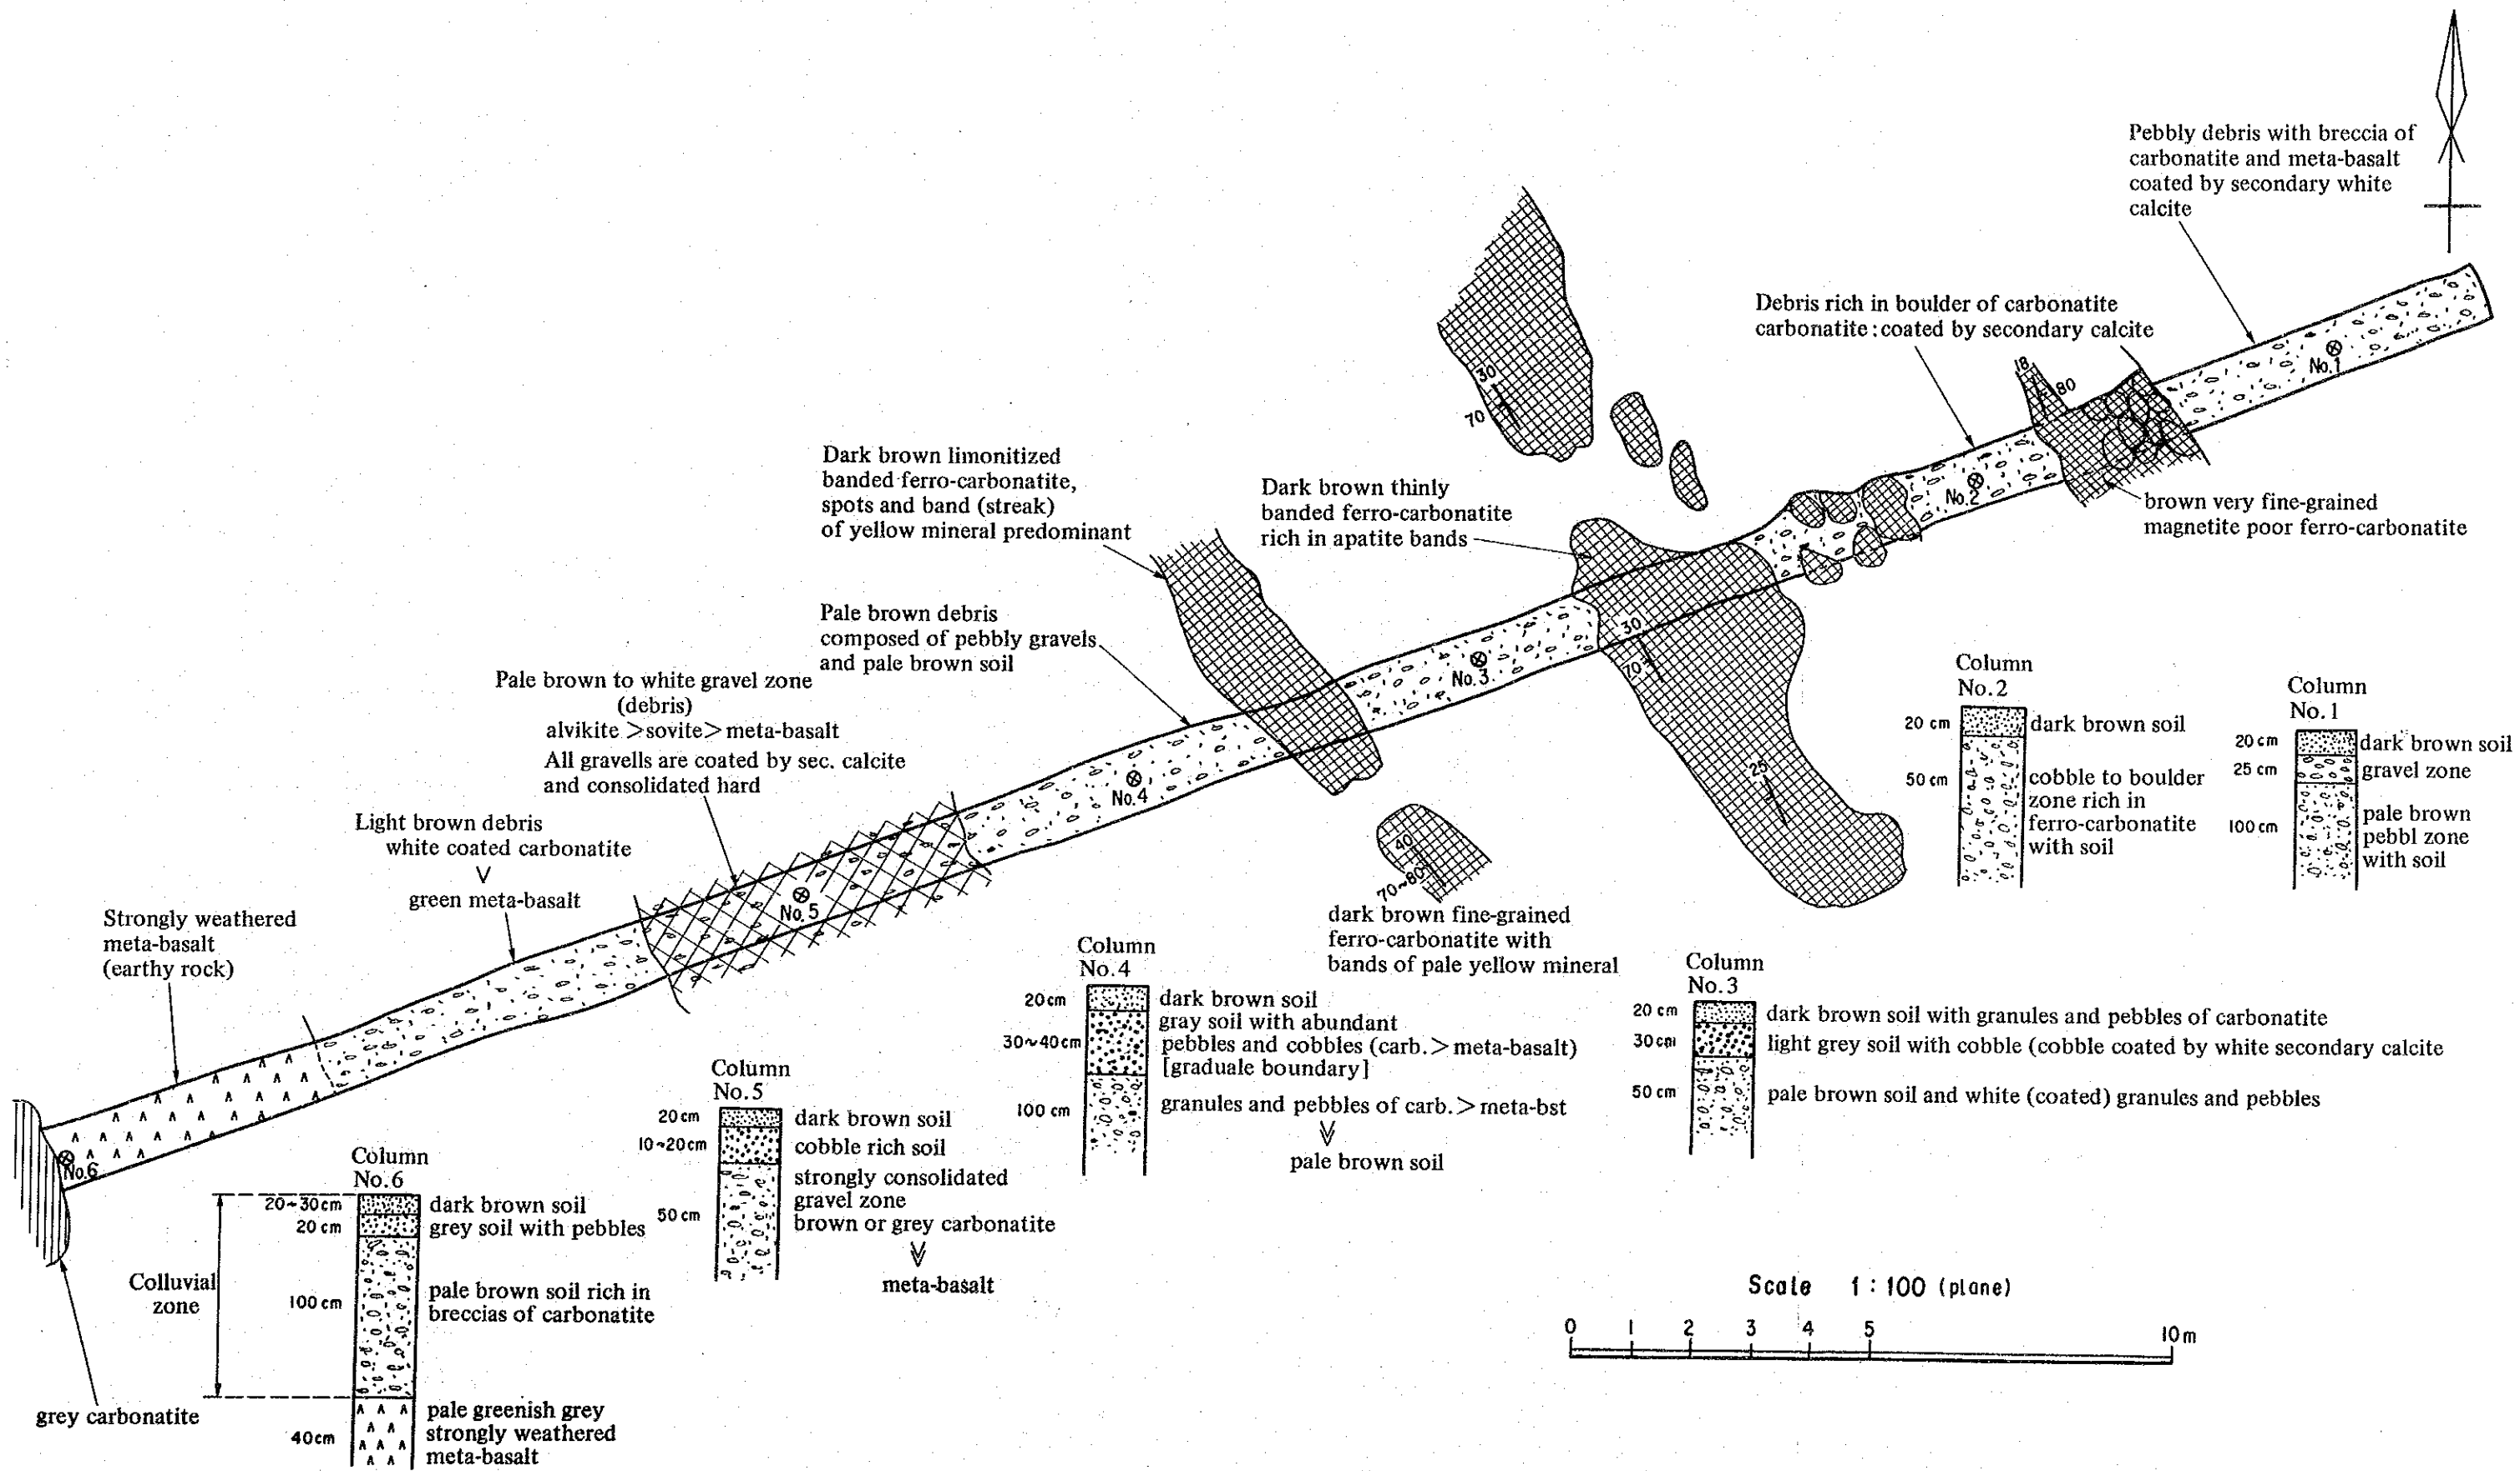 Pebbly debris with breccia of
carbonatite and meta-basalt
coated by secondary white
calcite
Debris rich in boulder of carbonatite
carbonatite : coated by secondary calcite
No.1
18
80
30
70
No.2
brown very fine-grained
magnetite poor ferro-carbonatite
Dark brown limonitized
banded ferro-carbonatite,
spots and band (streak)
of yellow mineral predominant
Dark brown thinly
banded ferro-carbonatite
rich in apatite bands
Pale brown debris
composed of pebbly gravels
and pale brown soil
30
70
No.3
25
Pale brown to white gravel zone
(debris)
alvikite >sovite> meta-basalt
All gravells are coated by sec. calcite
and consolidated hard
No.4
40
70~80
dark brown fine-grained
ferro-carbonatite with
bands of pale yellow mineral
Light brown debris
white coated carbonatite
V
green meta-basalt
No.5
Strongly weathered
meta-basalt
(earthy rock)
No.6
grey carbonatite
Column
No.2
20 cm dark brown soil
50 cm cobble to boulder
zone rich in
ferro-carbonatite
with soil
Column
No.1
20 cm dark brown soil
25 cm gravel zone
100 cm pale brown
pebbl zone
with soil
Column
No.4
20 cm dark brown soil
gray soil with abundant
30~40cm pebbles and cobbles (carb.> meta-basalt)
[graduale boundary]
100 cm granules and pebbles of carb.> meta-bst
pale brown soil
Column
No.3
20 cm dark brown soil with granules and pebbles of carbonatite
30cm light grey soil with cobble (cobble coated by white secondary calcite
50 cm pale brown soil and white (coated) granules and pebbles
Column
No.5
20cm dark brown soil
10~20cm cobble rich soil
strongly consolidated
gravel zone
50 cm brown or grey carbonatite
meta-basalt
Column
No.6
20~30cm dark brown soil
20 cm grey soil with pebbles
Colluvial
zone
100 cm pale brown soil rich in
breccias of carbonatite
40cm pale greenish grey
strongly weathered
meta-basalt
Scale 1 : 100 (plane)
0 1 2 3 4 5 10m